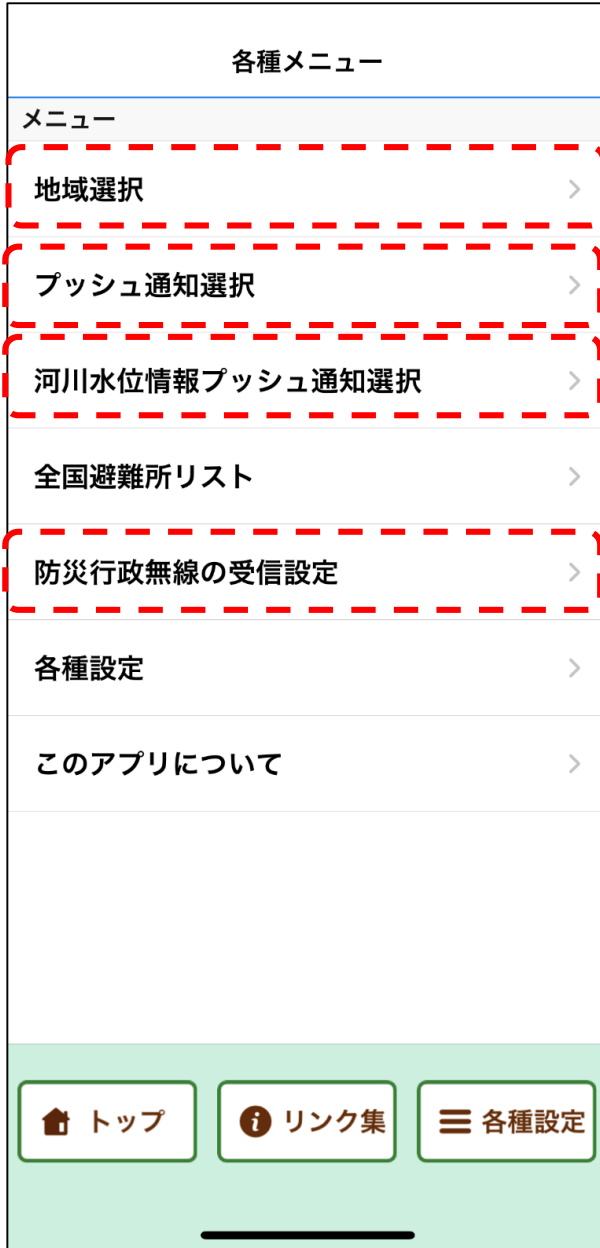 各種メニュー
メニュー
地域選択
プッシュ通知選択
河川水位情報プッシュ通知選択
全国避難所リスト
防災行政無線の受信設定
各種設定
このアプリについて
トップ
リンク集
各種設定